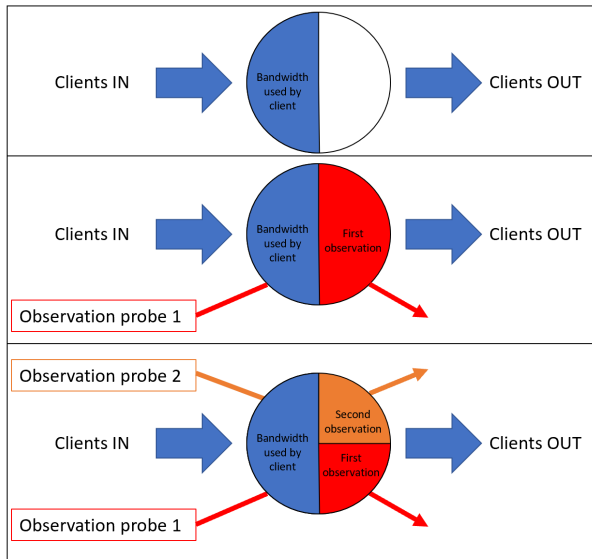 Clients IN
Bandwidth
used by
client
Clients OUT
Clients IN
Bandwidth
used by
client
First
observation
Clients OUT
Observation probe 1
Observation probe 2
Second
observation
Clients IN
Bandwidth
used by
client
First
observation
Clients OUT
Observation probe 1